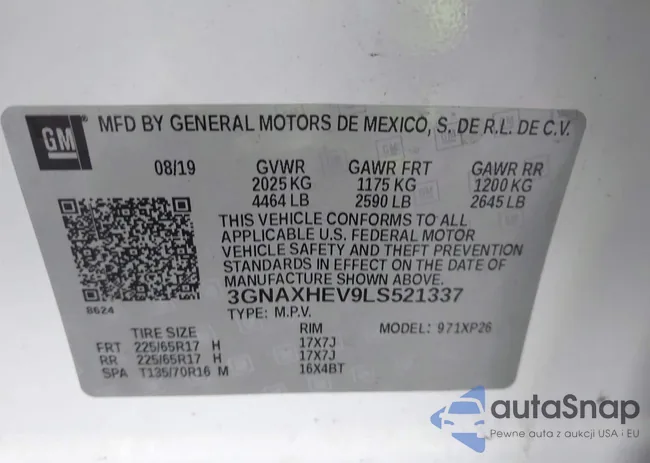 GM
MFD BY GENERAL MOTORS DE MEXICO, S. DE R.L. DE C.V.
08/19 GVWR GAWR FRT GAWR RR
2025 KG 1175 KG 1200 KG
4464 LB 2590 LB 2645 LB
THIS VEHICLE CONFORMS TO ALL
APPLICABLE U.S. FEDERAL MOTOR
VEHICLE SAFETY AND THEFT PREVENTION
STANDARDS IN EFFECT ON THE DATE OF
MANUFACTURE SHOWN ABOVE.
8624
3GNAXHEV9LS521337
TYPE: M.P.V. MODEL: 971XP26
TIRE SIZE RIM
FRT 225/65R17 H 17X7J
RR 225/65R17 H 17X7J
SPA T135/70R16 M 16X4BT
autaSnap
Pewne auta z aukcji USA i EU